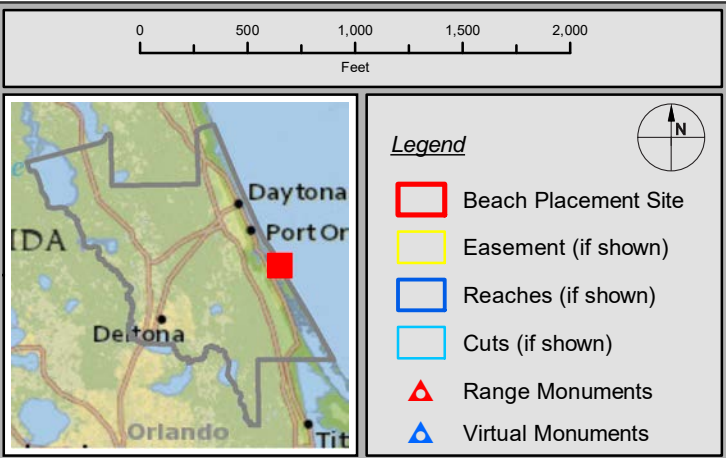 0 500 1,000 1,500 2,000
Feet
Daytona
IDA
Port Or
Deltona
Orlando
Tit
Legend
N
Beach Placement Site
Easement (if shown)
Reaches (if shown)
Cuts (if shown)
Range Monuments
Virtual Monuments